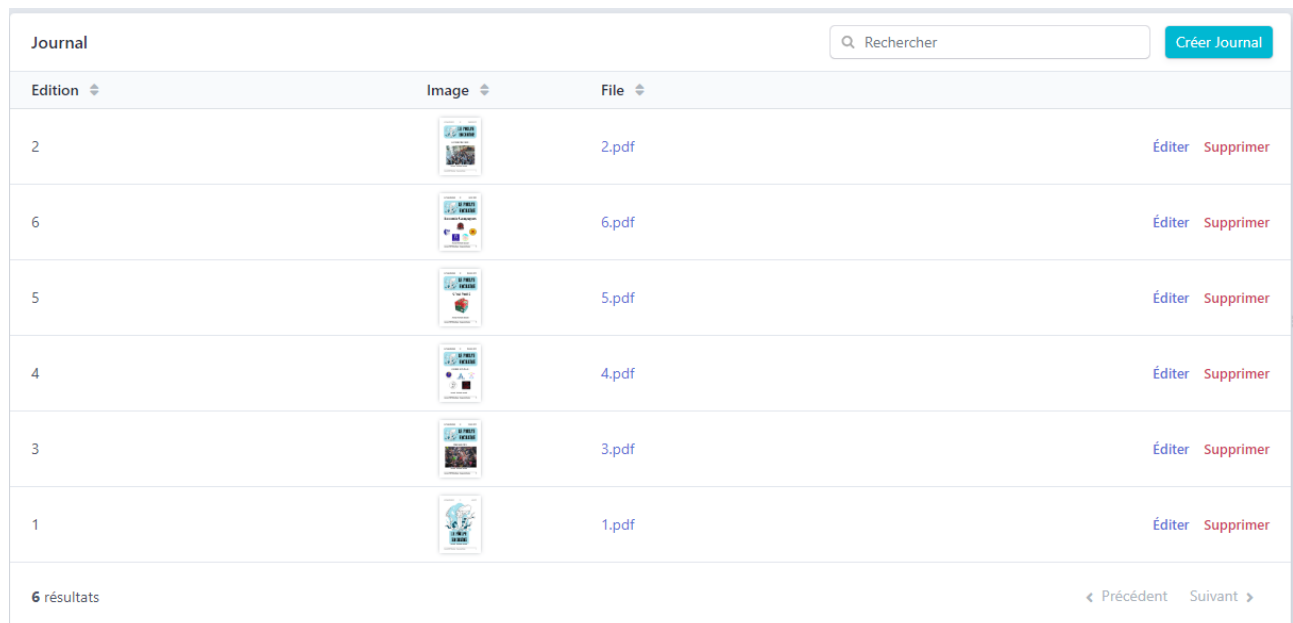 Journal Rechercher Créer Journal
Edition Image File
2 2.pdf Éditer Supprimer
6 6.pdf Éditer Supprimer
5 5.pdf Éditer Supprimer
4 4.pdf Éditer Supprimer
3 3.pdf Éditer Supprimer
1 1.pdf Éditer Supprimer
6 résultats Précédent Suivant